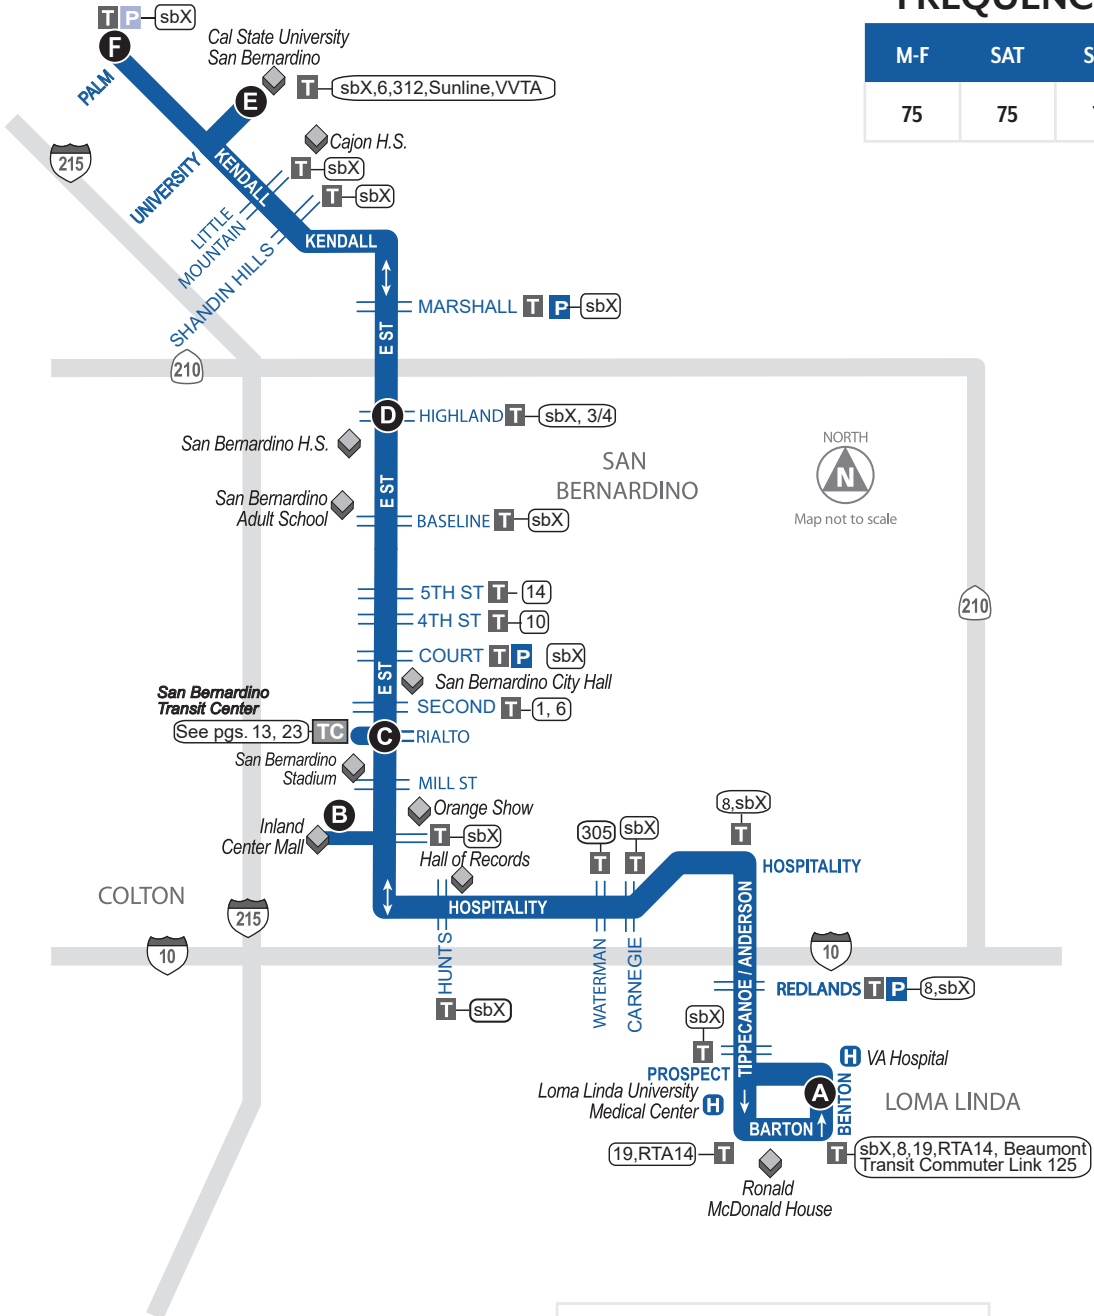 FREQUENC
M-F SAT S
75 75
T P sbX
F
Cal State University
San Bernardino
PALM
E
T sbX,6,312,Sunline,VVTA
Cajon H.S.
215
T sbX
UNIVERSITY
KENDALL
T sbX
LITTLE
MOUNTAIN
SHANDIN HILLS
KENDALL
MARSHALL T P sbX
E ST
210
D HIGHLAND T sbX, 3/4
San Bernardino H.S.
NORTH
N
Map not to scale
SAN
BERNARDINO
E ST
San Bernardino
Adult School
BASELINE T sbX
5TH ST T 14
210
4TH ST T 10
COURT T P sbX
E ST
San Bernardino City Hall
San Bernardino
Transit Center
SECOND T 1, 6
See pgs. 13, 23 TC C RIALTO
San Bernardino
Stadium
MILL ST
8,sbX
T
B
Orange Show
Inland
Center Mall
T sbX
305
T
sbX
T
Hall of Records
HOSPITALITY
COLTON
HOSPITALITY
215
10
10
HUNTS
WATERMAN
CARNEGIE
TIPPECANOE / ANDERSON
REDLANDS T P 8,sbX
T sbX
sbX
T
PROSPECT
H VA Hospital
Loma Linda University
Medical Center H
A
BENTON
LOMA LINDA
BARTON
19,RTA14 T
T sbX,8,19,RTA14, Beaumont
Transit Commuter Link 125
Ronald
McDonald House